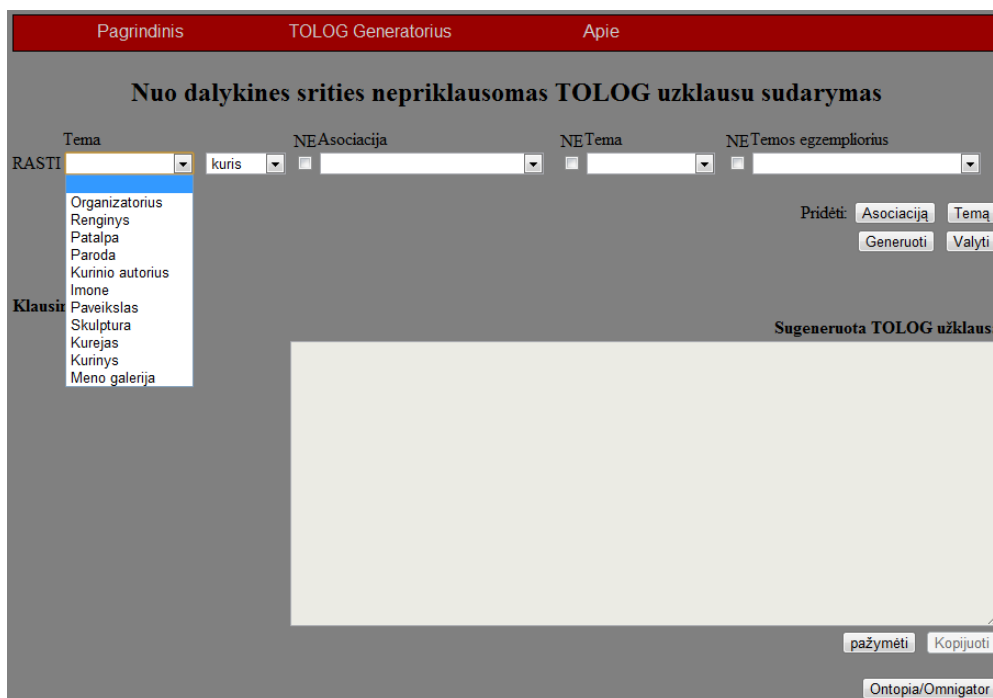 Pagrindinis TOLOG Generatorius Apie
Nuo dalykines srities nepriklausomas TOLOG uzklausu sudarymas
Tema NE Asociacija NE Tema NE Temos egzempliorius
RASTI kuris
Organizatorius
Renginys
Patalpa
Paroda
Kurinio autorius
Imone
Paveikslas
Skulptura
Kurejas
Kurinys
Meno galerija
Pridėti: Asociaciją Temą
Generuoti Valyti
Sugeneruota TOLOG užklaus
pažymėti Kopijuoti
Ontopia/Omnigator